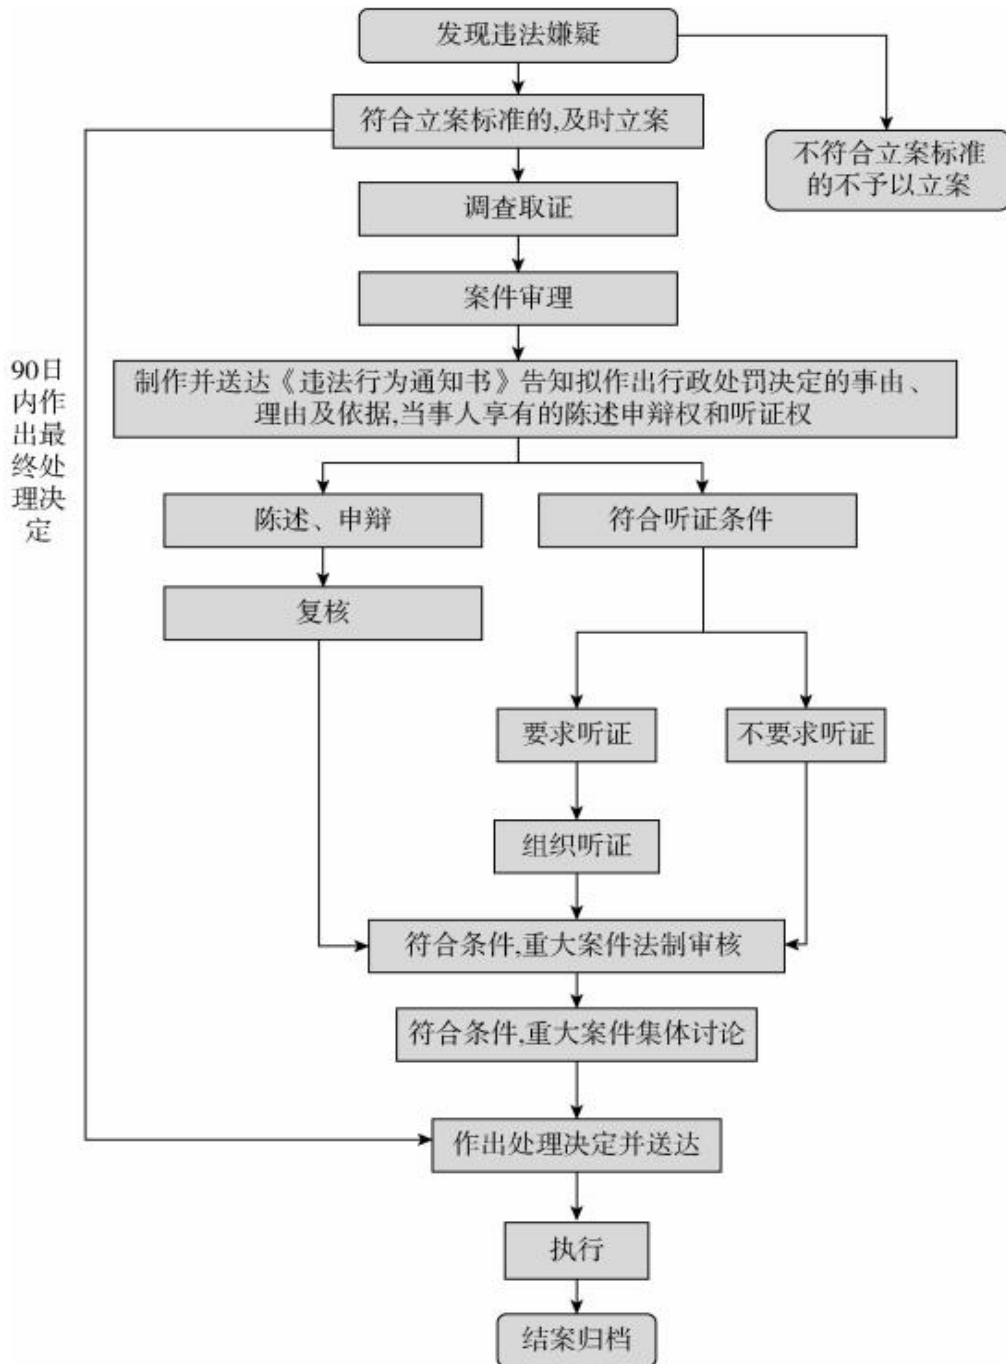 发现违法嫌疑
符合立案标准的,及时立案
不符合立案标准
的不予以立案
调查取证
案件审理
90日
内作
出最
终处
理决
定
制作并送达《违法行为通知书》告知拟作出行政处罚决定的事由、
理由及依据,当事人享有的陈述申辩权和听证权
陈述、申辩
符合听证条件
复核
要求听证
不要求听证
组织听证
符合条件,重大案件法制审核
符合条件,重大案件集体讨论
作出处理决定并送达
执行
结案归档